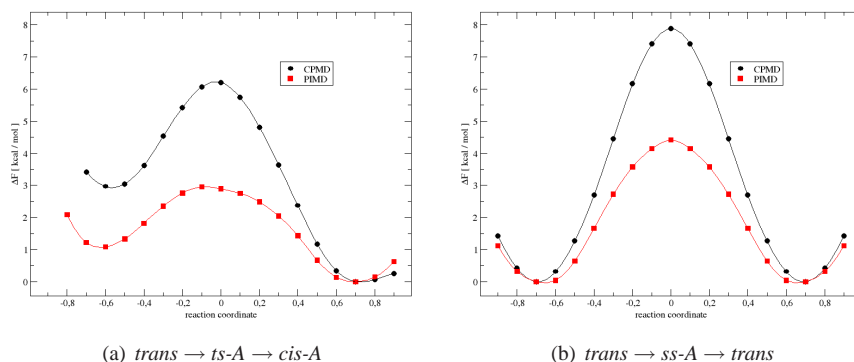 8
7
6
5
4
3
2
1
0
ΔF [ kcal / mol ]
CPMD
PIMD
-0,8 -0,6 -0,4 -0,2 0 0,2 0,4 0,6 0,8
reaction coordinate
(a) trans → ts-A → cis-A
8
7
6
5
4
3
2
1
0
ΔF [ kcal / mol ]
CPMD
PIMD
-0,8 -0,6 -0,4 -0,2 0 0,2 0,4 0,6 0,8
reaction coordinate
(b) trans → ss-A → trans